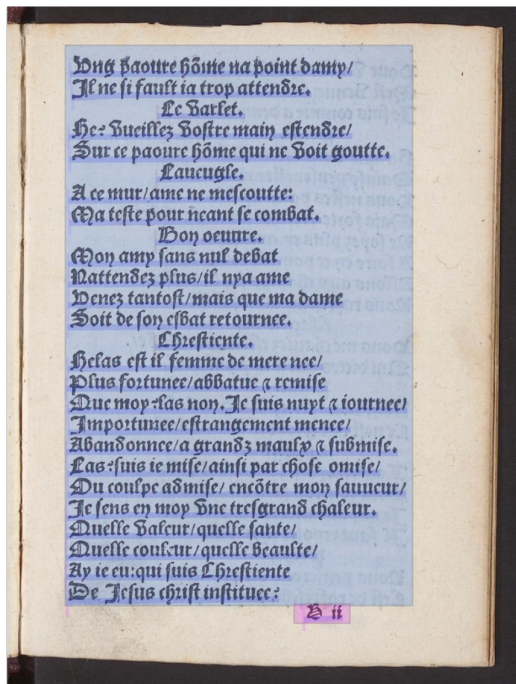 Ung paoure hõme na point damy/
Il ne si fault ia trop attendre.
Le Varlet.
He? vueillez vostre main estendre/
Sur ce paoure hõme qui ne voit goutte.
Laueugle.
A ce mur/ame ne mescoutte:
Ma teste pour neant se combat.
Bon oeuure.
Mon amy sans nul debat
Nattendez plus/il nya ame
Venez tantost/mais que ma dame
Soit de son esbat retournee.
Chrestiente.
Helas est il femme de mere nee/
Plus fortunee/abbatue ⁊ remise
Que moy?las non. Je suis nuyt ⁊ iournee/
Importunee/estrangement menee/
Abandonnee/a grandz maulx ⁊ submise.
Las?suis ie mise/ainsi par chose omise/
Ou coulpe admise/encõtre mon sauueur/
Je sens en moy vne tresgrand chaleur.
Quelle valeur/quelle sante/
Quelle couleur/quelle beaulte/
Ay ie eu:qui suis Chrestiente
De Jesus christ instituee?
B ii